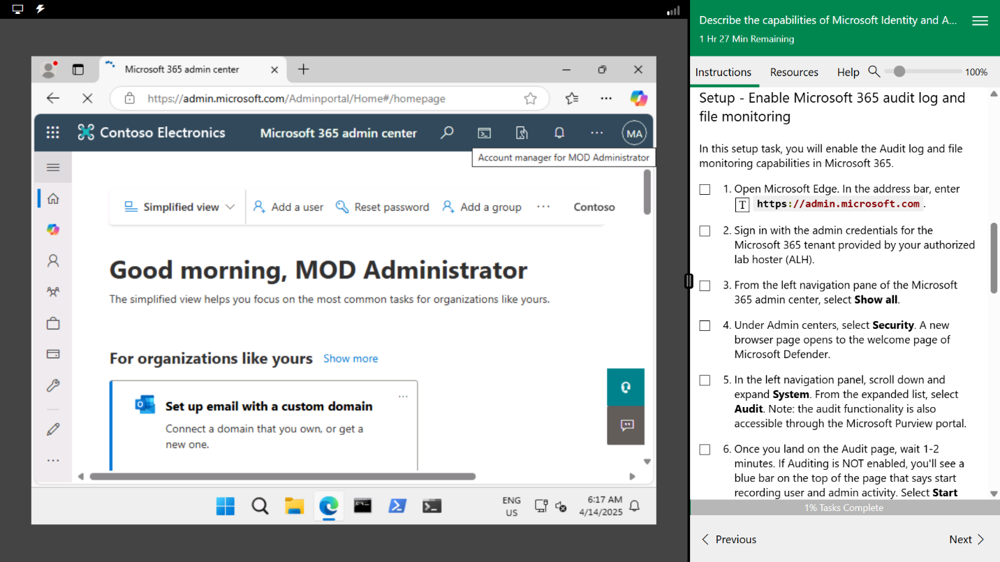 Microsoft 365 admin center
https://admin.microsoft.com/Adminportal/Home#/homepage
Contoso Electronics
Microsoft 365 admin center
MA
Account manager for MOD Administrator
Simplified view
Add a user
Reset password
Add a group
Contoso
Good morning, MOD Administrator
The simplified view helps you focus on the most common tasks for organizations like yours.
For organizations like yours
Show more
Set up email with a custom domain
Connect a domain that you own, or get a
new one.
ENG
US
6:17 AM
4/14/2025
Describe the capabilities of Microsoft Identity and A...
1 Hr 27 Min Remaining
Instructions
Resources
Help
100%
Setup - Enable Microsoft 365 audit log and
file monitoring
In this setup task, you will enable the Audit log and file
monitoring capabilities in Microsoft 365.
1. Open Microsoft Edge. In the address bar, enter
T https://admin.microsoft.com .
2. Sign in with the admin credentials for the
Microsoft 365 tenant provided by your authorized
lab hoster (ALH).
3. From the left navigation pane of the Microsoft
365 admin center, select Show all.
4. Under Admin centers, select Security. A new
browser page opens to the welcome page of
Microsoft Defender.
5. In the left navigation panel, scroll down and
expand System. From the expanded list, select
Audit. Note: the audit functionality is also
accessible through the Microsoft Purview portal.
6. Once you land on the Audit page, wait 1-2
minutes. If Auditing is NOT enabled, you'll see a
blue bar on the top of the page that says start
recording user and admin activity. Select Start
1% Tasks Complete
Previous
Next